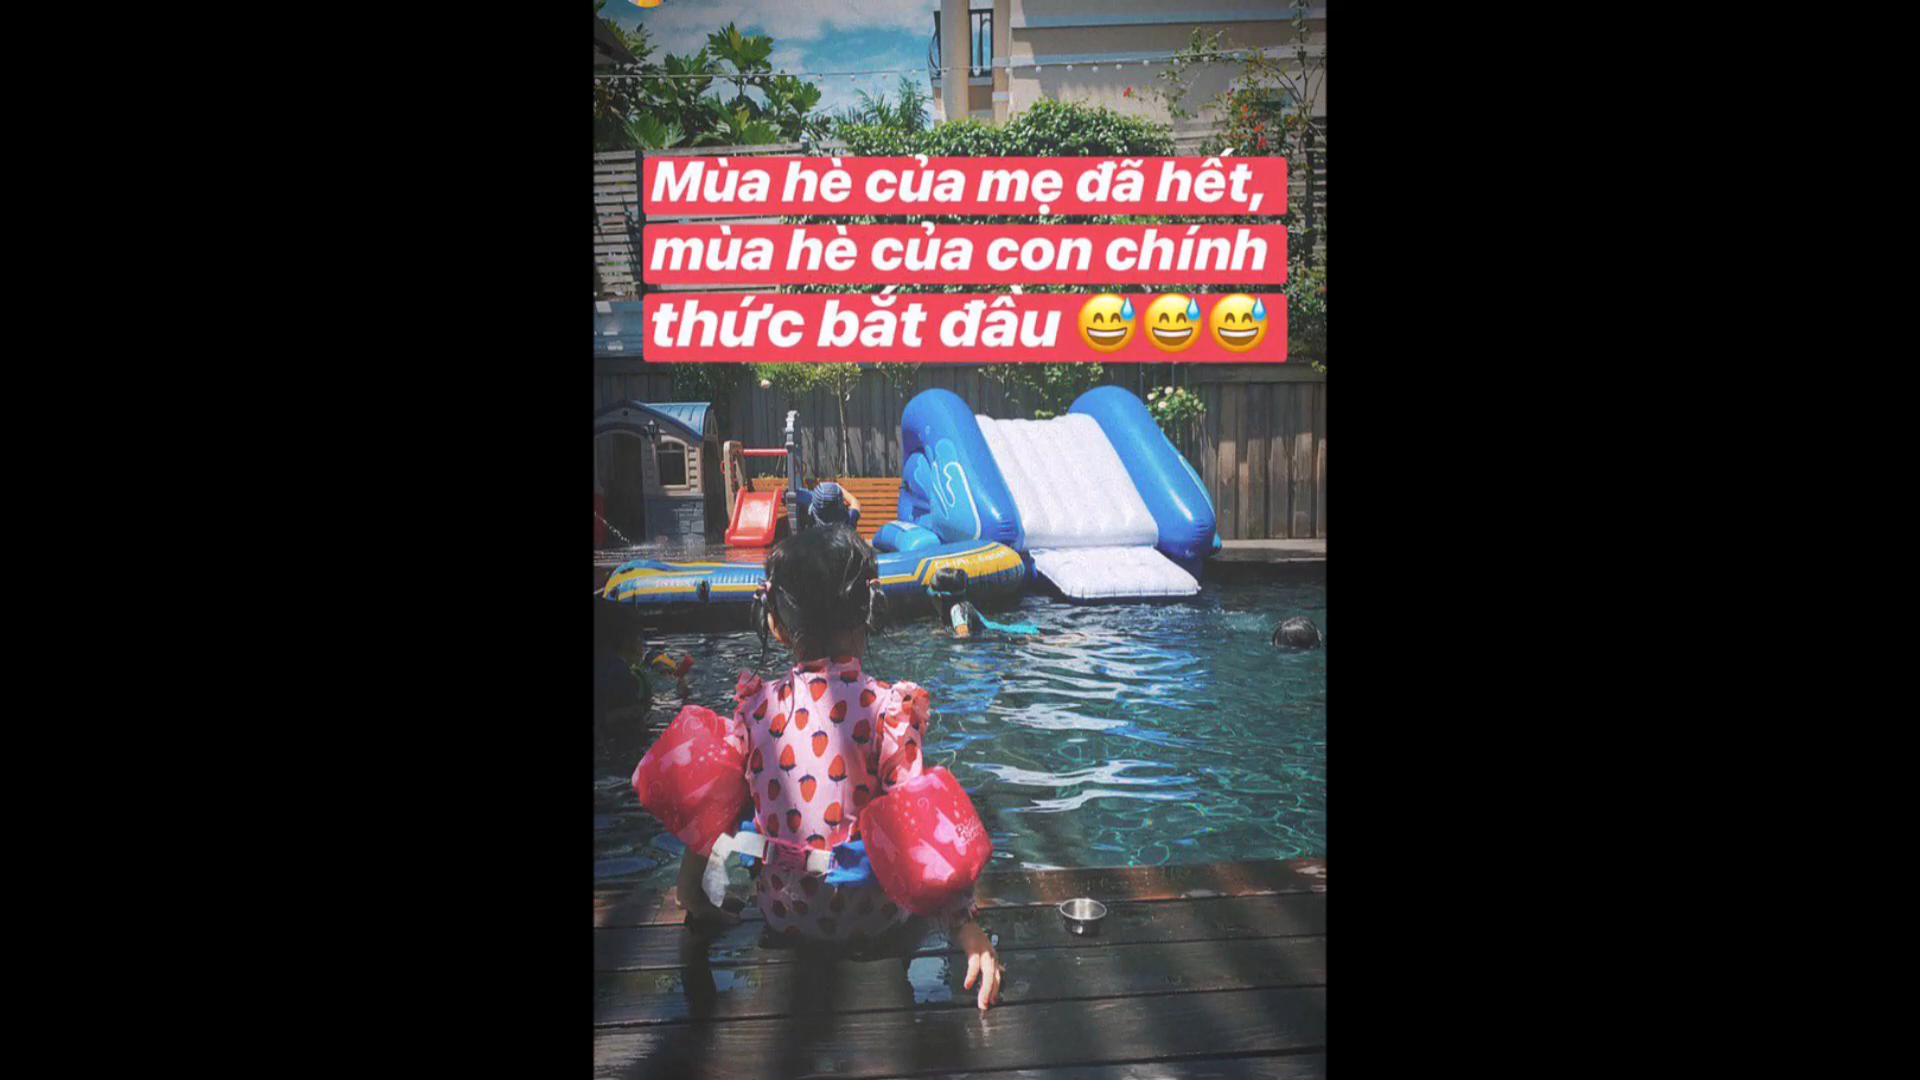 Mùa hè của mẹ đã hết,
mùa hè của con chính
thức bắt đầu 😅😅😅